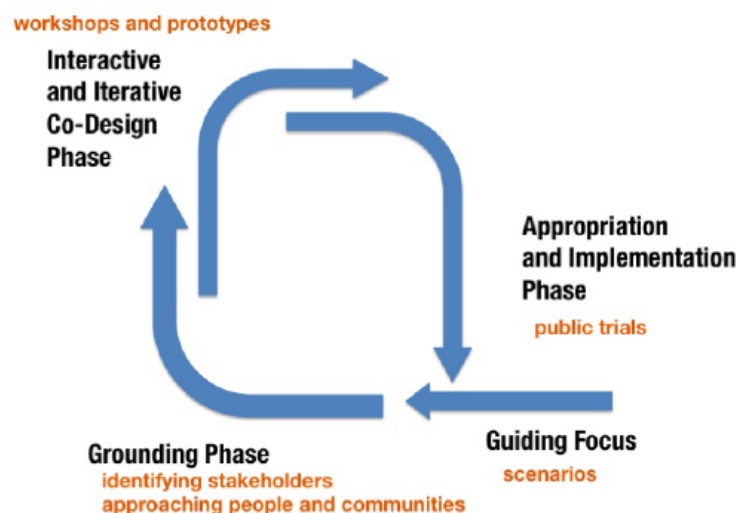 workshops and prototypes
Interactive
and Iterative
Co-Design
Phase
Appropriation
and Implementation
Phase
public trials
Guiding Focus
scenarios
Grounding Phase
identifying stakeholders
approaching people and communities